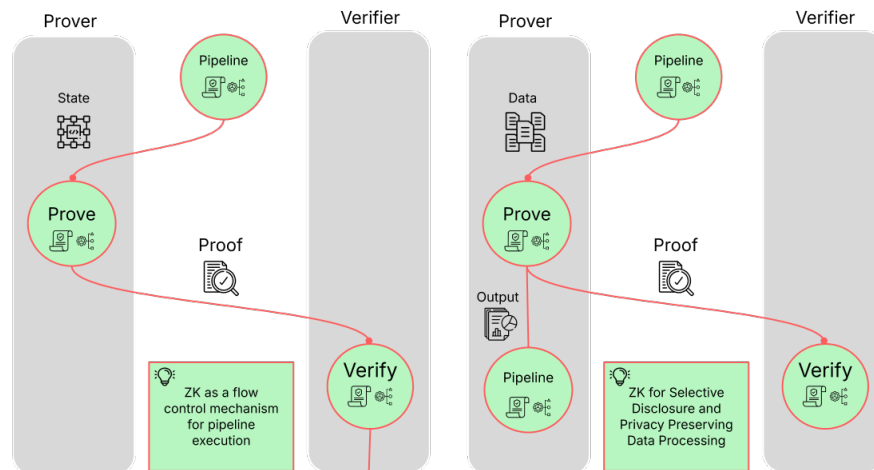 Prover
Verifier
Pipeline
State
Prove
Proof
Verify
ZK as a flow
control mechanism
for pipeline
execution
Prover
Verifier
Pipeline
Data
Prove
Proof
Output
Pipeline
Verify
ZK for Selective
Disclosure and
Privacy Preserving
Data Processing